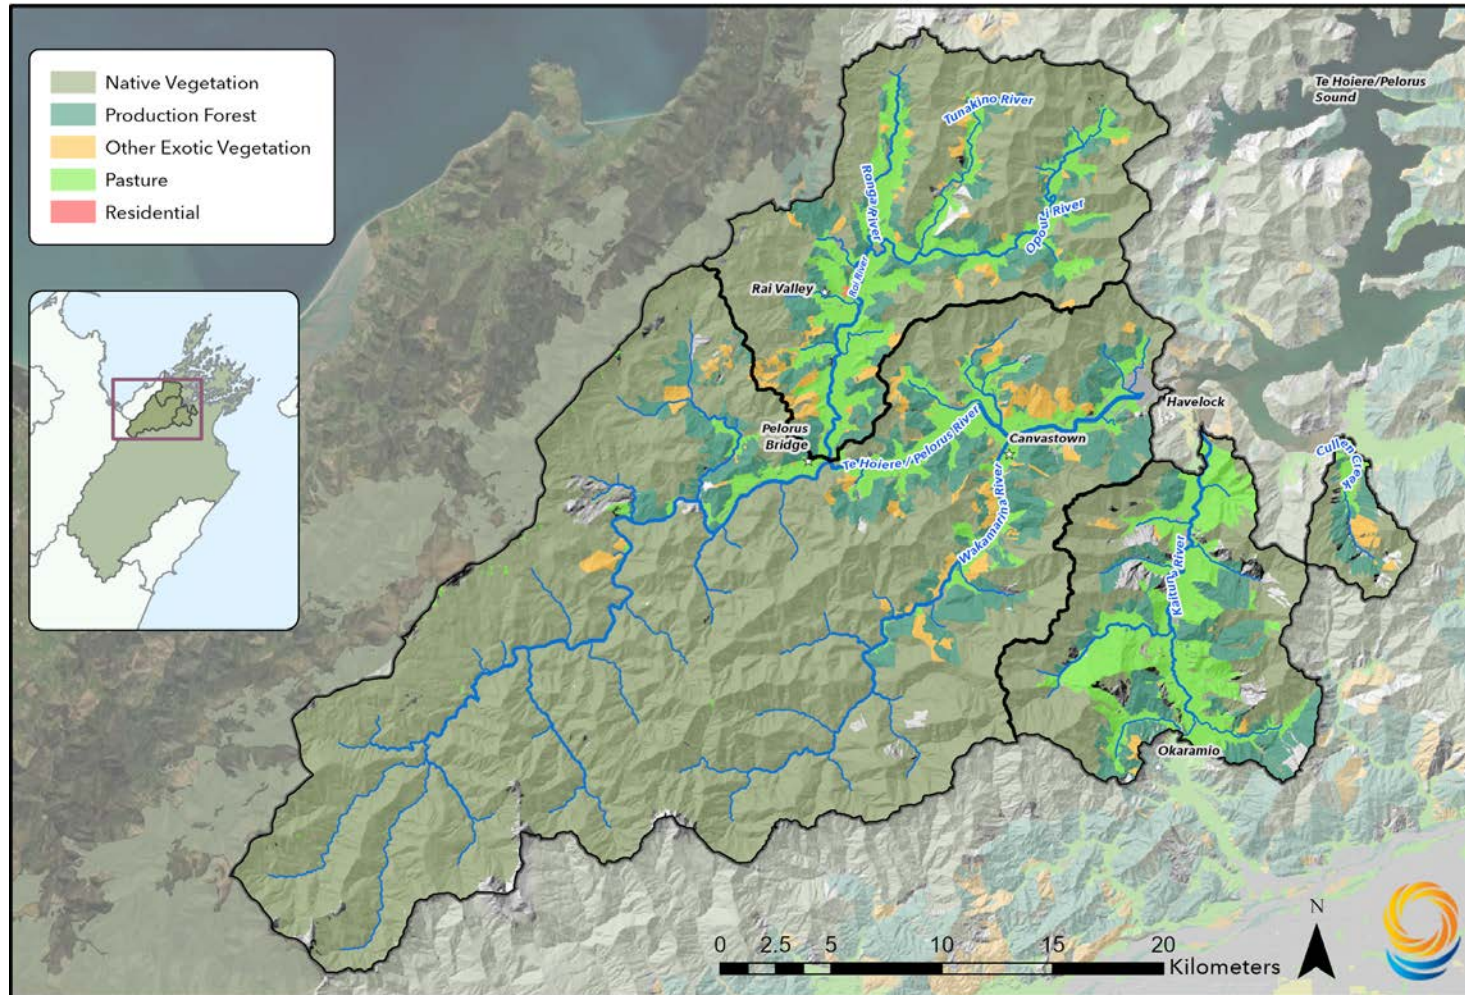 Native Vegetation
Production Forest
Other Exotic Vegetation
Pasture
Residential
Te Hoiere/Pelorus
Sound
Tunakino River
Ronga River
Opouri River
Rai River
Rai Valley
Havelock
Pelorus
Bridge
Te Hoiere / Pelorus River
Canvastown
Cullen Creek
Wakamarina River
Kaituna River
Okaramio
N
0 2.5 5 10 15 20
Kilometers